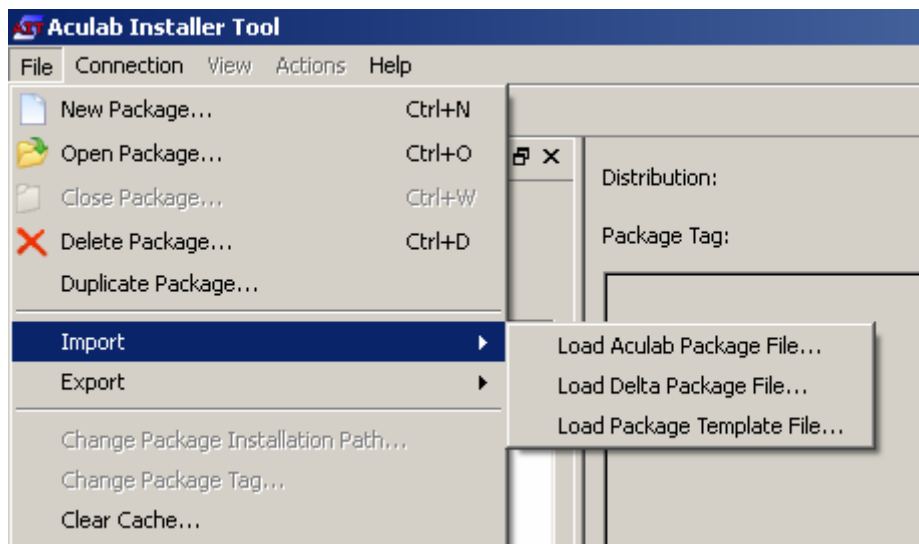 AIT Aculab Installer Tool
File Connection View Actions Help
New Package... Ctrl+N
Open Package... Ctrl+O
Close Package... Ctrl+W
Delete Package... Ctrl+D
Duplicate Package...
Import
Export
Change Package Installation Path...
Change Package Tag...
Clear Cache...
Load Aculab Package File...
Load Delta Package File...
Load Package Template File...
Distribution:
Package Tag: